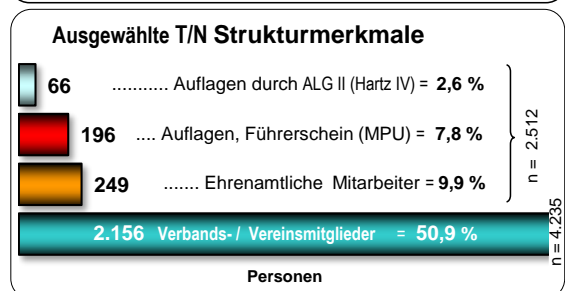 Ausgewählte T/N Strukturmerkmale
66 ........... Auflagen durch ALG II (Hartz IV) = 2,6 %
196 .... Auflagen, Führerschein (MPU) = 7,8 %
249 ....... Ehrenamtliche Mitarbeiter = 9,9 %
n = 2.512
2.156 Verbands- / Vereinsmitglieder = 50,9 %
n = 4.235
Personen